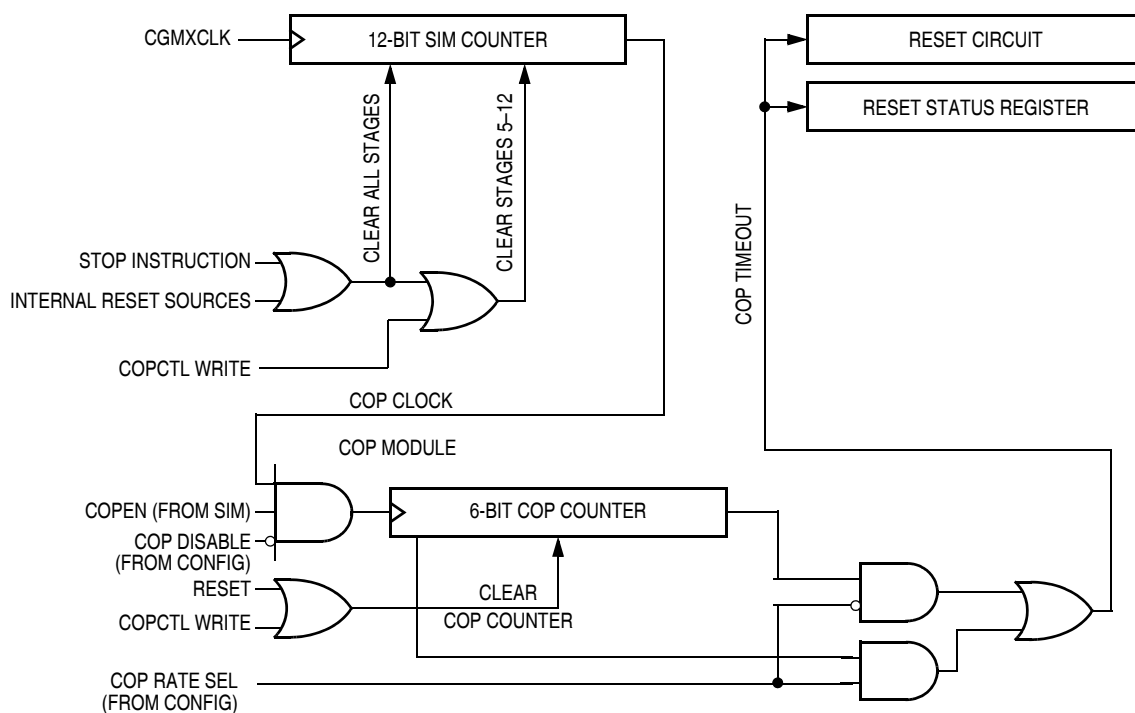 CGMXCLK
12-BIT SIM COUNTER
RESET CIRCUIT
RESET STATUS REGISTER
CLEAR ALL STAGES
CLEAR STAGES 5–12
STOP INSTRUCTION
INTERNAL RESET SOURCES
COPCTL WRITE
COP TIMEOUT
COP CLOCK
COP MODULE
COPEN (FROM SIM)
6-BIT COP COUNTER
COP DISABLE
(FROM CONFIG)
RESET
COPCTL WRITE
CLEAR
COP COUNTER
COP RATE SEL
(FROM CONFIG)